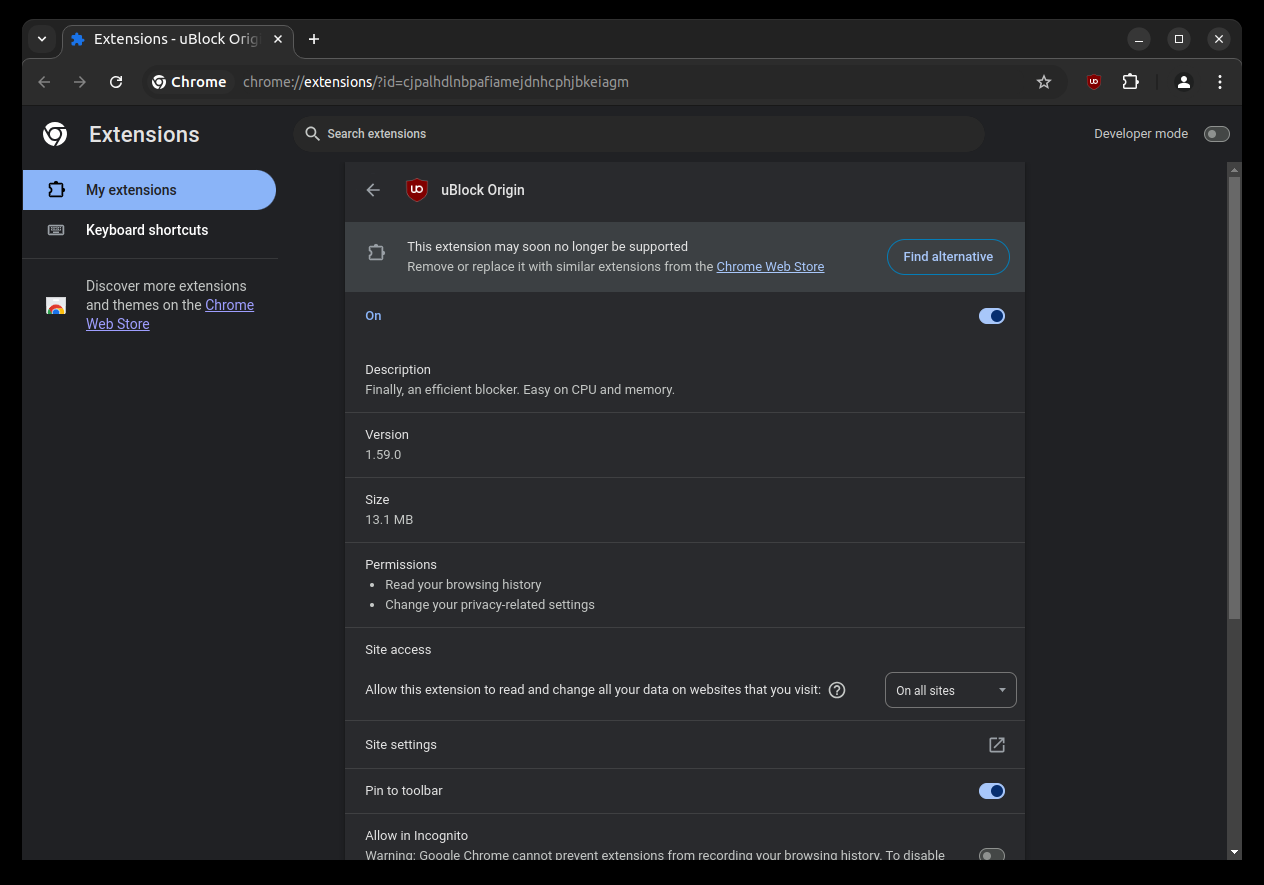 Extensions - uBlock Orig
Chrome
chrome://extensions/?id=cjpalhdlnbpafiamejdnhcphjbkeiagm
Extensions
Search extensions
Developer mode
My extensions
Keyboard shortcuts
Discover more extensions
and themes on the Chrome
Web Store
uBlock Origin
This extension may soon no longer be supported
Remove or replace it with similar extensions from the Chrome Web Store
Find alternative
On
Description
Finally, an efficient blocker. Easy on CPU and memory.
Version
1.59.0
Size
13.1 MB
Permissions
• Read your browsing history
• Change your privacy-related settings
Site access
Allow this extension to read and change all your data on websites that you visit:
On all sites
Site settings
Pin to toolbar
Allow in Incognito
Warning: Google Chrome cannot prevent extensions from recording your browsing history. To disable